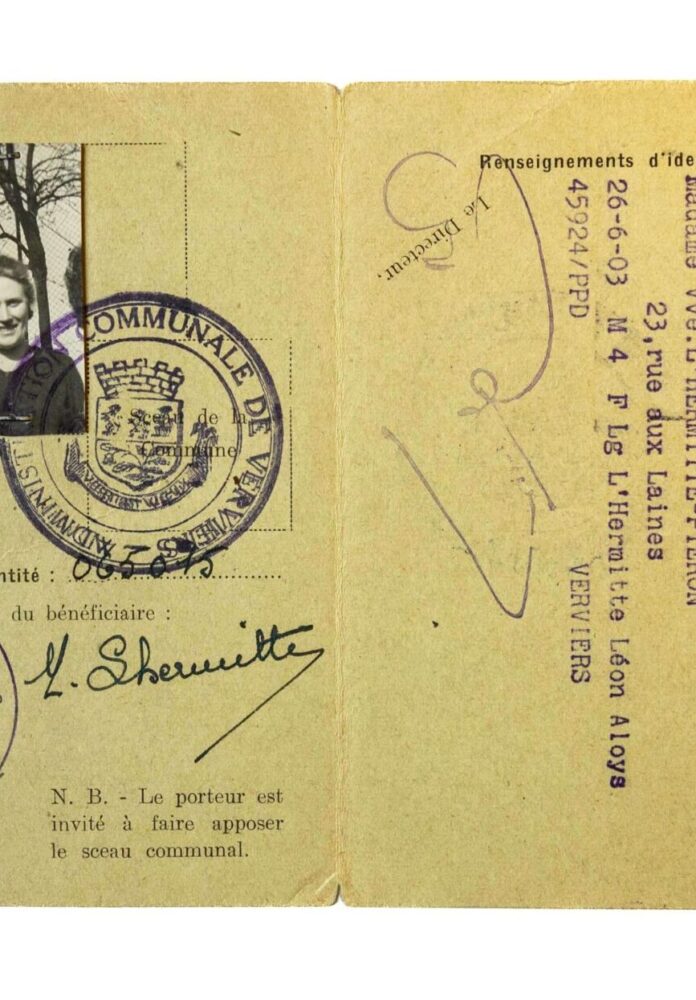 COMMUNALE DE VERVIERS
Sceau de la
Commune
ntité : 065015
du bénéficiaire :
N. B. - Le porteur est
invité à faire apposer
le sceau communal.
Renseignements d'ide
Le Directeur,
Madame Vve.L'HERMITTE-PIERON
23,rue aux Laines
26-6-03 M 4 F Lg L'Hermitte Léon Aloys
45924/PPD VERVIERS